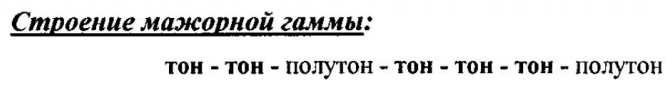 Строение мажорной гаммы:
тон - тон - полутон - тон - тон - тон - полутон